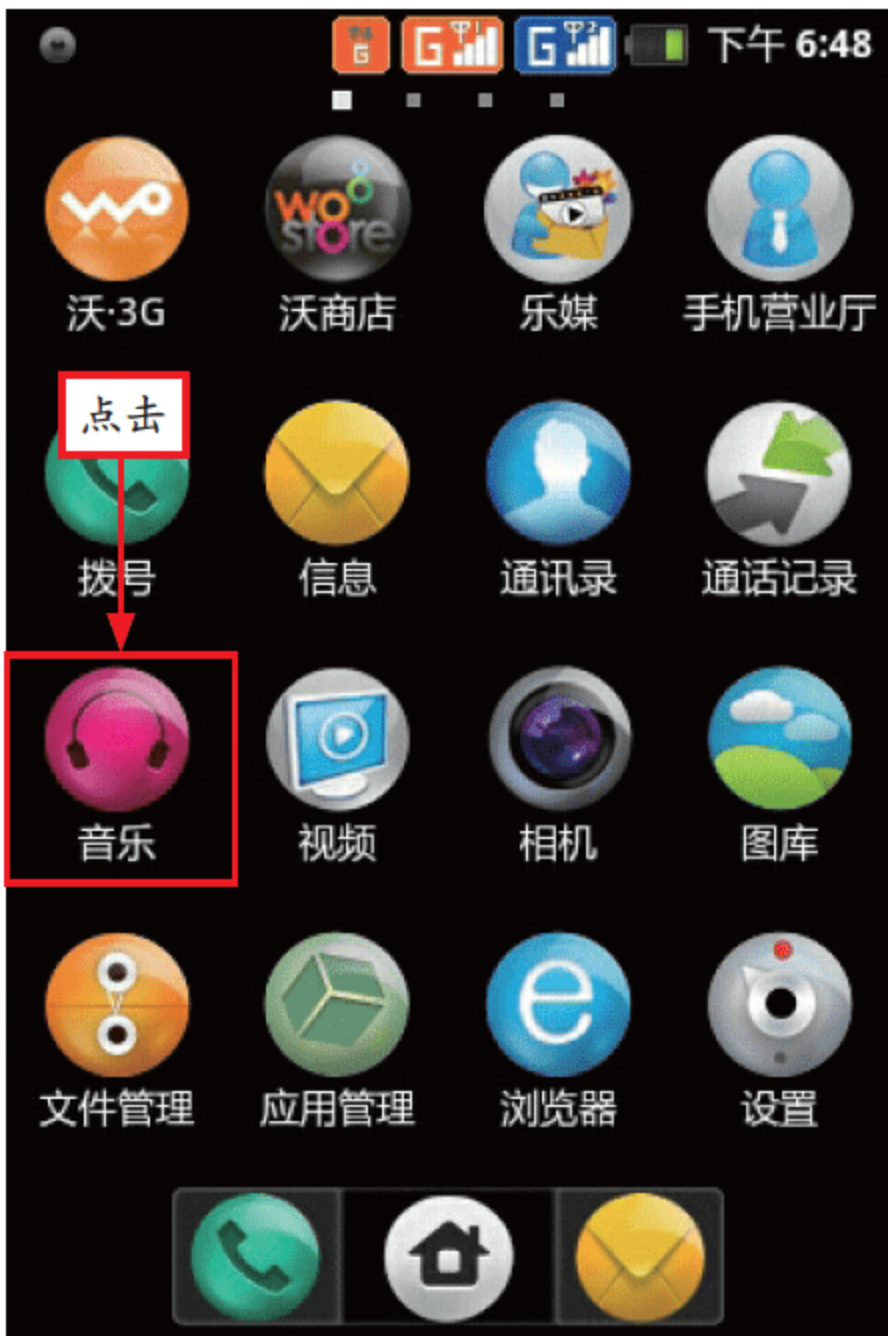 下午 6:48
wo store
沃·3G
沃商店
乐媒
手机营业厅
点击
拨号
信息
通讯录
通话记录
音乐
视频
相机
图库
文件管理
应用管理
浏览器
设置